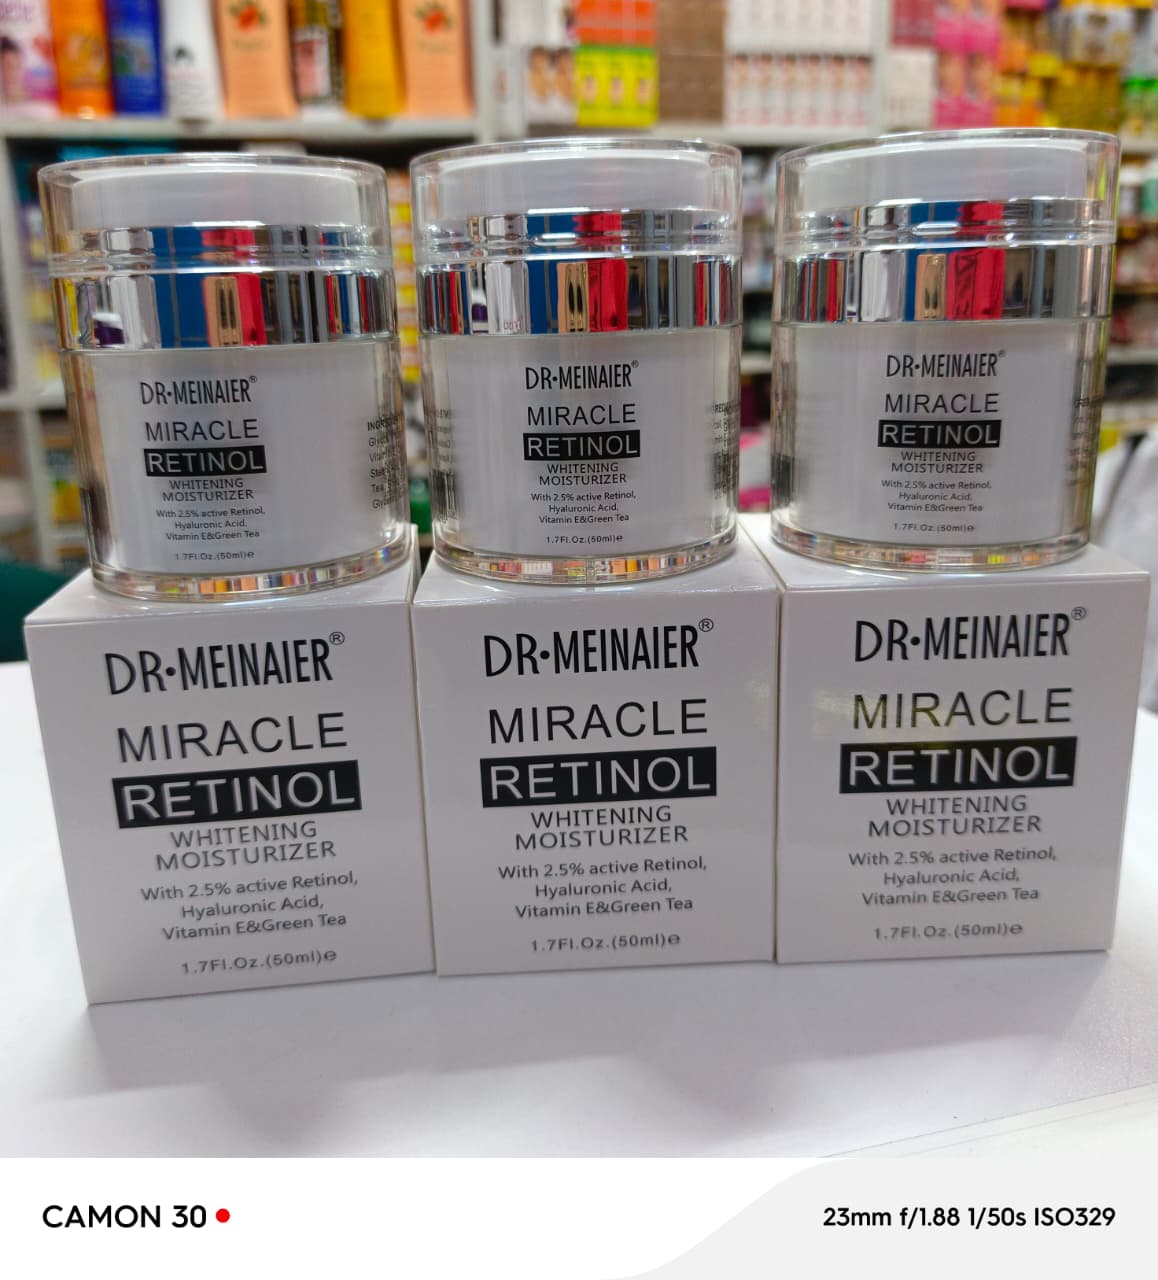 DR·MEINAIER®
MIRACLE
RETINOL
WHITENING
MOISTURIZER
With 2.5% active Retinol,
Hyaluronic Acid,
Vitamin E&Green Tea
1.7Fl.Oz.(50ml)℮
DR·MEINAIER®
MIRACLE
RETINOL
WHITENING
MOISTURIZER
With 2.5% active Retinol,
Hyaluronic Acid,
Vitamin E&Green Tea
1.7Fl.Oz.(50ml)℮
DR·MEINAIER®
MIRACLE
RETINOL
WHITENING
MOISTURIZER
With 2.5% active Retinol,
Hyaluronic Acid,
Vitamin E&Green Tea
1.7Fl.Oz.(50ml)℮
DR·MEINAIER®
MIRACLE
RETINOL
WHITENING
MOISTURIZER
With 2.5% active Retinol,
Hyaluronic Acid,
Vitamin E&Green Tea
1.7Fl.Oz.(50ml)℮
DR·MEINAIER®
MIRACLE
RETINOL
WHITENING
MOISTURIZER
With 2.5% active Retinol,
Hyaluronic Acid,
Vitamin E&Green Tea
1.7Fl.Oz.(50ml)℮
DR·MEINAIER®
MIRACLE
RETINOL
WHITENING
MOISTURIZER
With 2.5% active Retinol,
Hyaluronic Acid,
Vitamin E&Green Tea
1.7Fl.Oz.(50ml)℮
CAMON 30
23mm f/1.88 1/50s ISO329